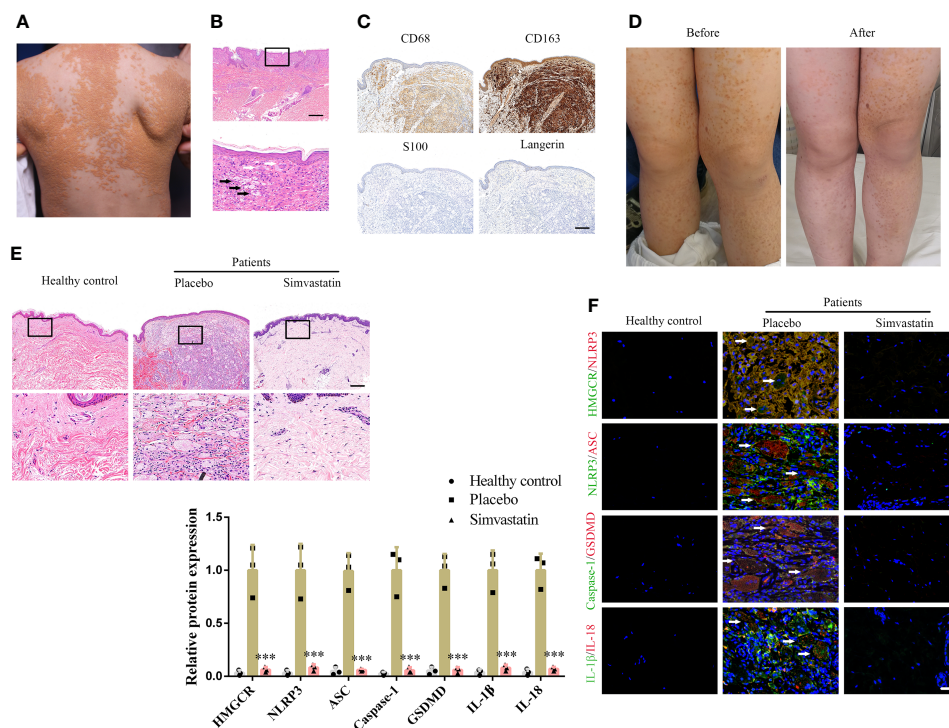 A
B
C
CD68
CD163
S100
Langerin
D
Before
After
E
Patients
Healthy control
Placebo
Simvastatin
Healthy control
Placebo
Simvastatin
Relative protein expression
1.5
1.0
0.5
0.0
***
***
***
***
***
***
***
HMGCR
NLRP3
ASC
Caspase-1
GSDMD
IL-1β
IL-18
F
Patients
Healthy control
Placebo
Simvastatin
HMGCR/NLRP3
NLRP3/ASC
Caspase-1/GSDMD
IL-1β/IL-18